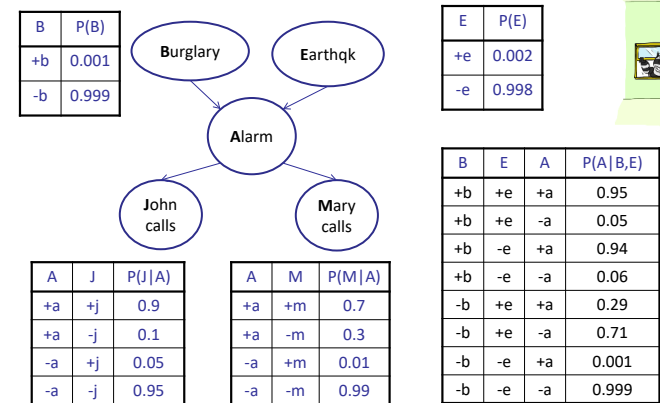 B P(B)
+b 0.001
-b 0.999
Burglary
Earthqk
E P(E)
+e 0.002
-e 0.998
Alarm
John
calls
Mary
calls
B E A P(A|B,E)
+b +e +a 0.95
+b +e -a 0.05
+b -e +a 0.94
+b -e -a 0.06
-b +e +a 0.29
-b +e -a 0.71
-b -e +a 0.001
-b -e -a 0.999
A J P(J|A)
+a +j 0.9
+a -j 0.1
-a +j 0.05
-a -j 0.95
A M P(M|A)
+a +m 0.7
+a -m 0.3
-a +m 0.01
-a -m 0.99